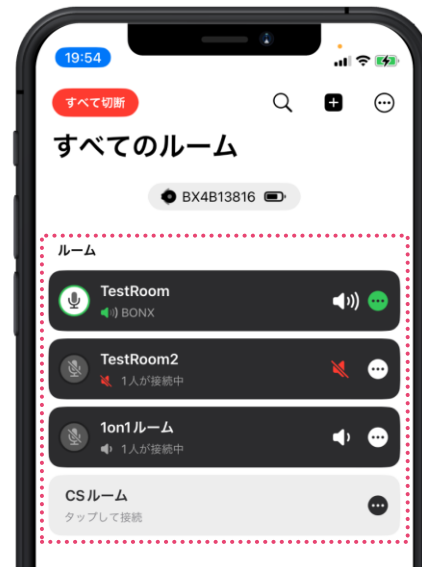 19:54
すべて切断
すべてのルーム
BX4B13816
ルーム
TestRoom
BONX
TestRoom2
1人が接続中
1on1ルーム
1人が接続中
CSルーム
タップして接続